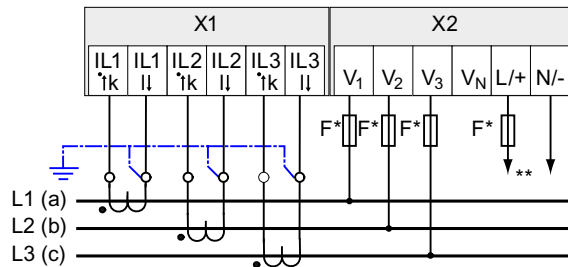 X1 X2
IL1 IL1 IL2 IL2 IL3 IL3
↑k l↓ ↑k l↓ ↑k l↓ V1 V2 V3 VN L/+ N/-
F* F* F* F*
**
L1 (a)
L2 (b)
L3 (c)